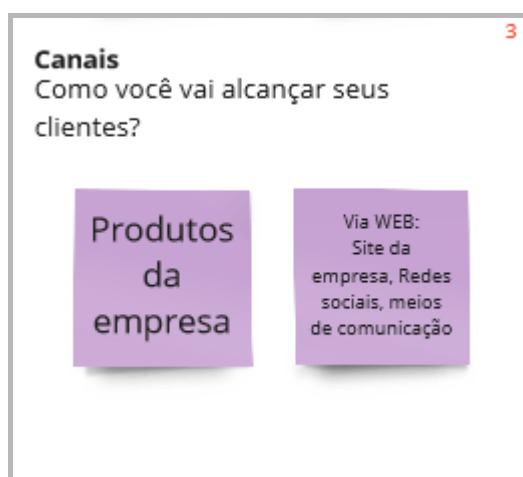 3
Canais
Como você vai alcançar seus
clientes?
Produtos
da
empresa
Via WEB:
Site da
empresa, Redes
sociais, meios
de comunicação